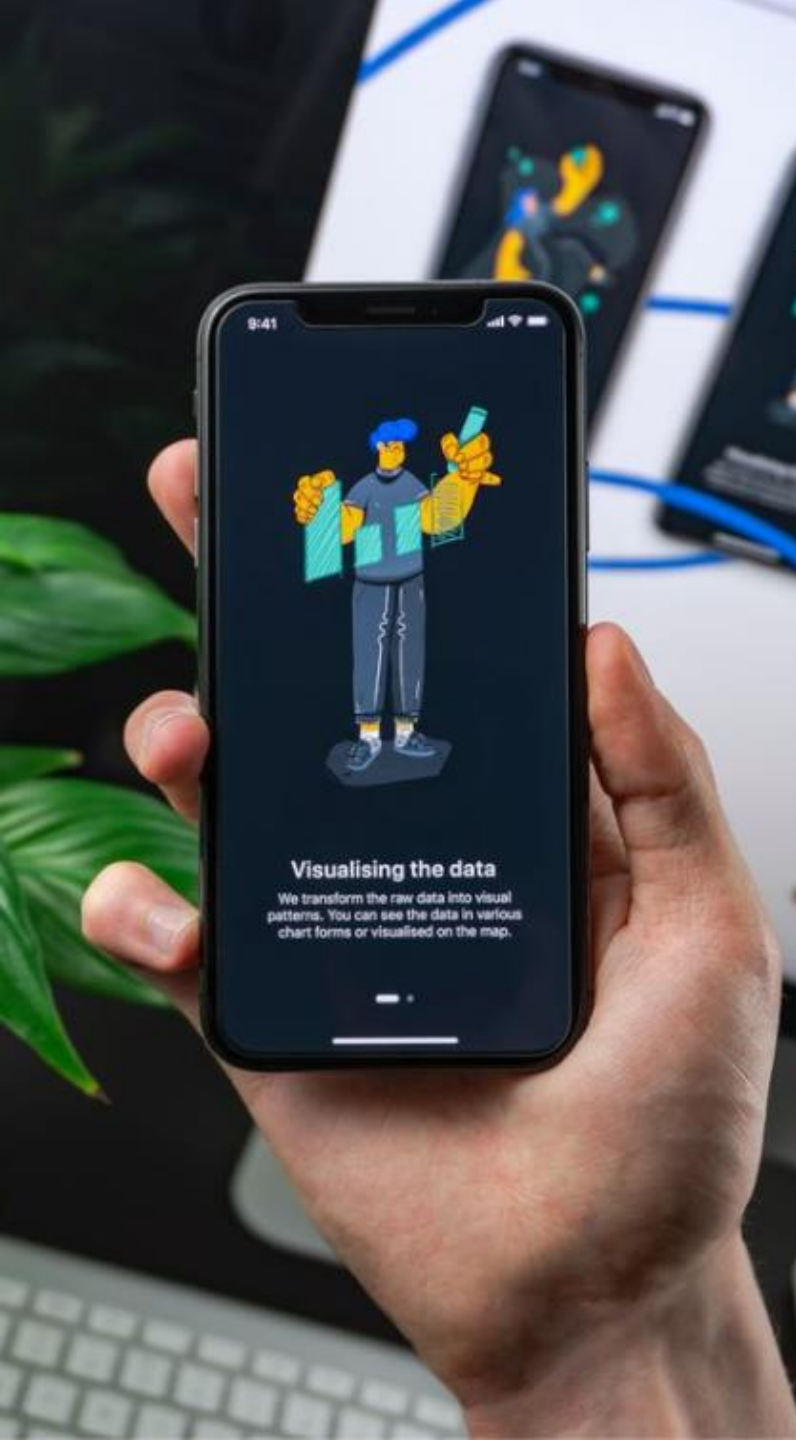 9:41
Visualising the data
We transform the raw data into visual
patterns. You can see the data in various
chart forms or visualised on the map.